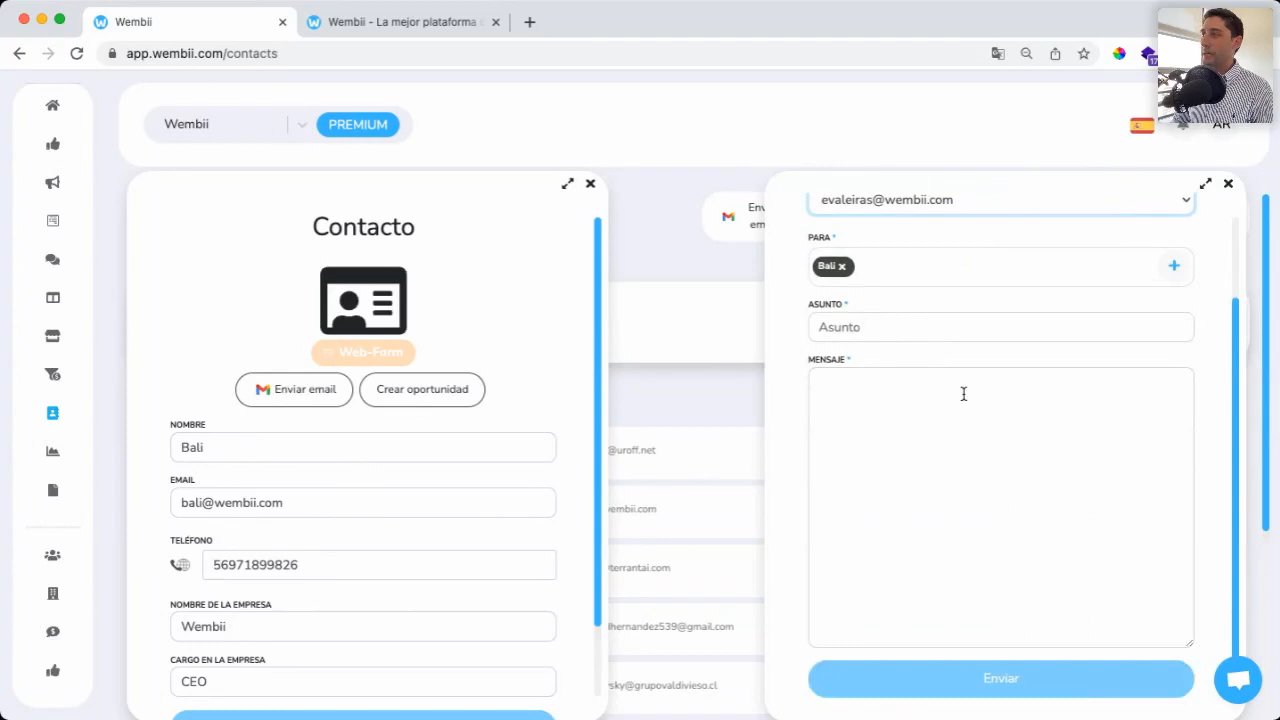 Wembii
Wembii - La mejor plataforma
app.wembii.com/contacts
17
Wembii
PREMIUM
AR
Contacto
Web-Form
Enviar email
Crear oportunidad
NOMBRE
Bali
EMAIL
bali@wembii.com
TELÉFONO
56971899826
NOMBRE DE LA EMPRESA
Wembii
CARGO EN LA EMPRESA
CEO
Env
em
@uroff.net
embii.com
terrantai.com
lhernandez539@gmail.com
sky@grupovaldivieso.cl
evaleiras@wembii.com
PARA *
Bali
ASUNTO *
Asunto
MENSAJE *
Enviar